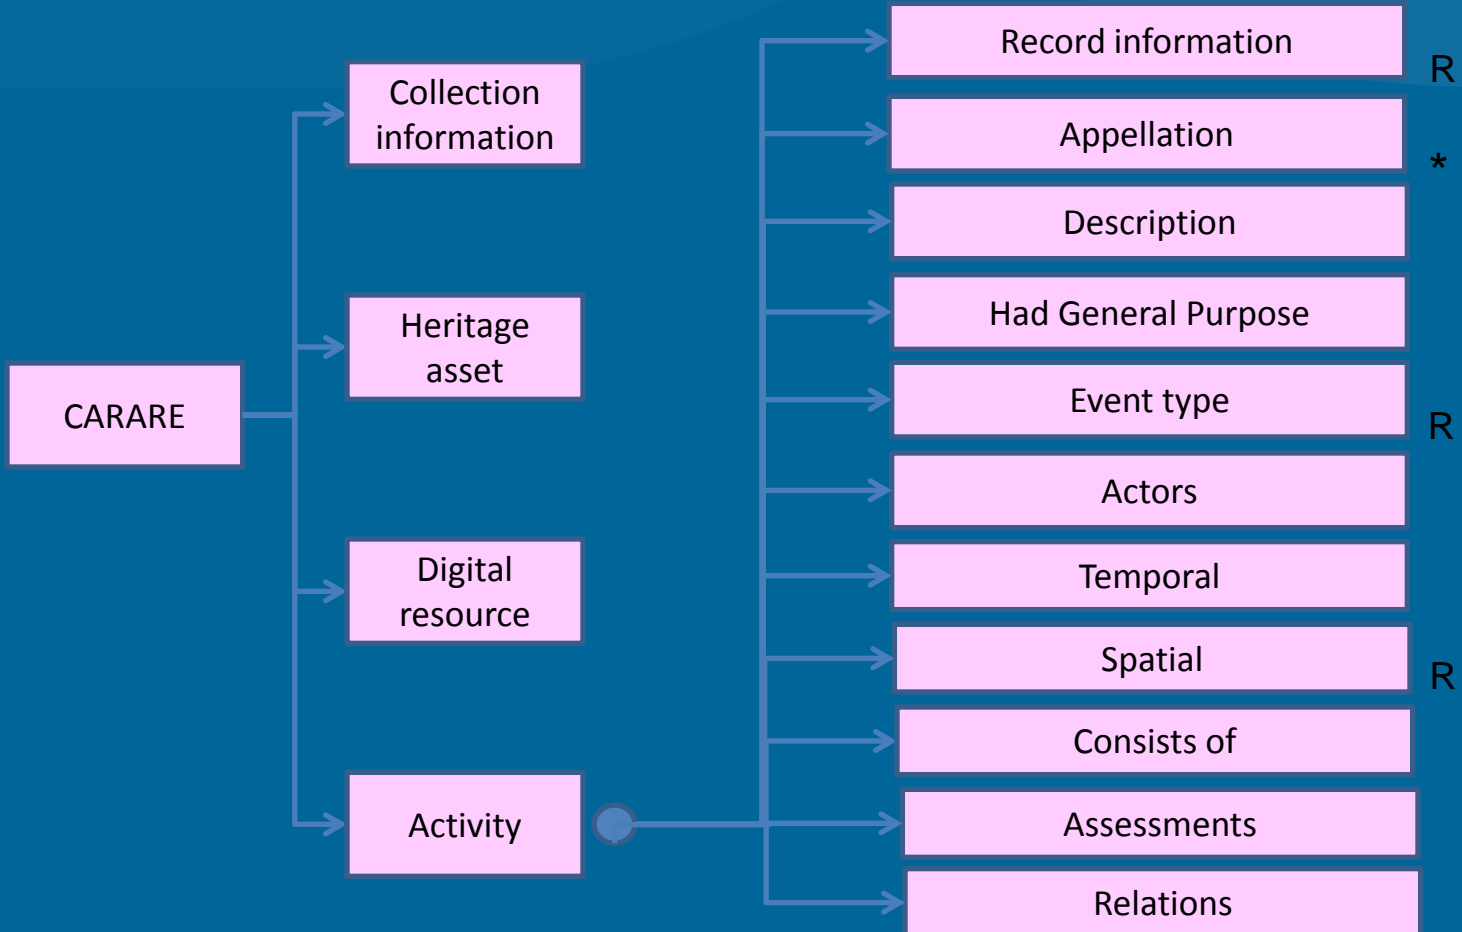 CARARE
Collection
information
Heritage
asset
Digital
resource
Activity
Record information
R
Appellation
*
Description
Had General Purpose
Event type
R
Actors
Temporal
Spatial
R
Consists of
Assessments
Relations